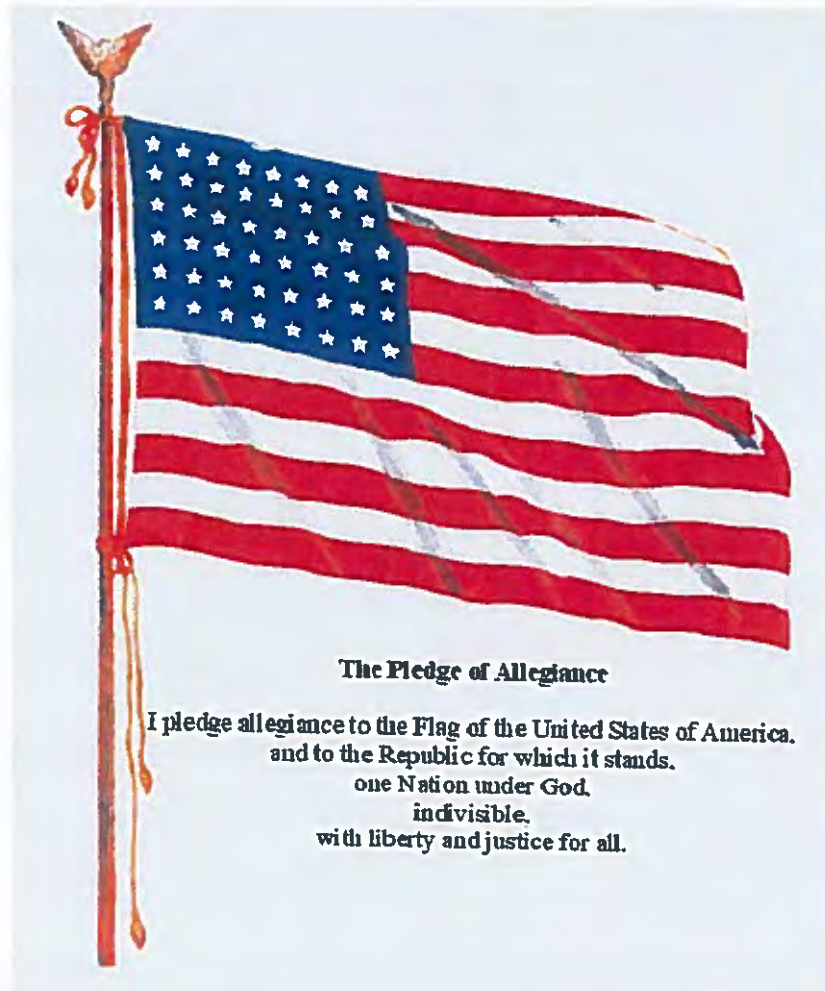 The Pledge of Allegiance
I pledge allegiance to the Flag of the United States of America.
and to the Republic for which it stands.
one Nation under God.
indivisible.
with liberty and justice for all.